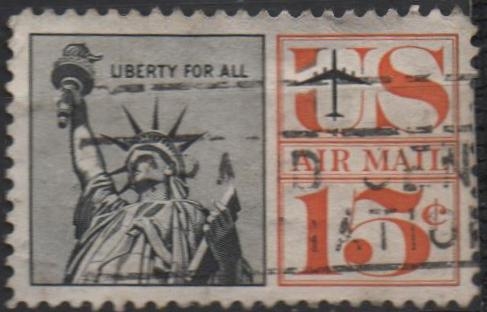 LIBERTY FOR ALL
US
AIR MAIL
15¢